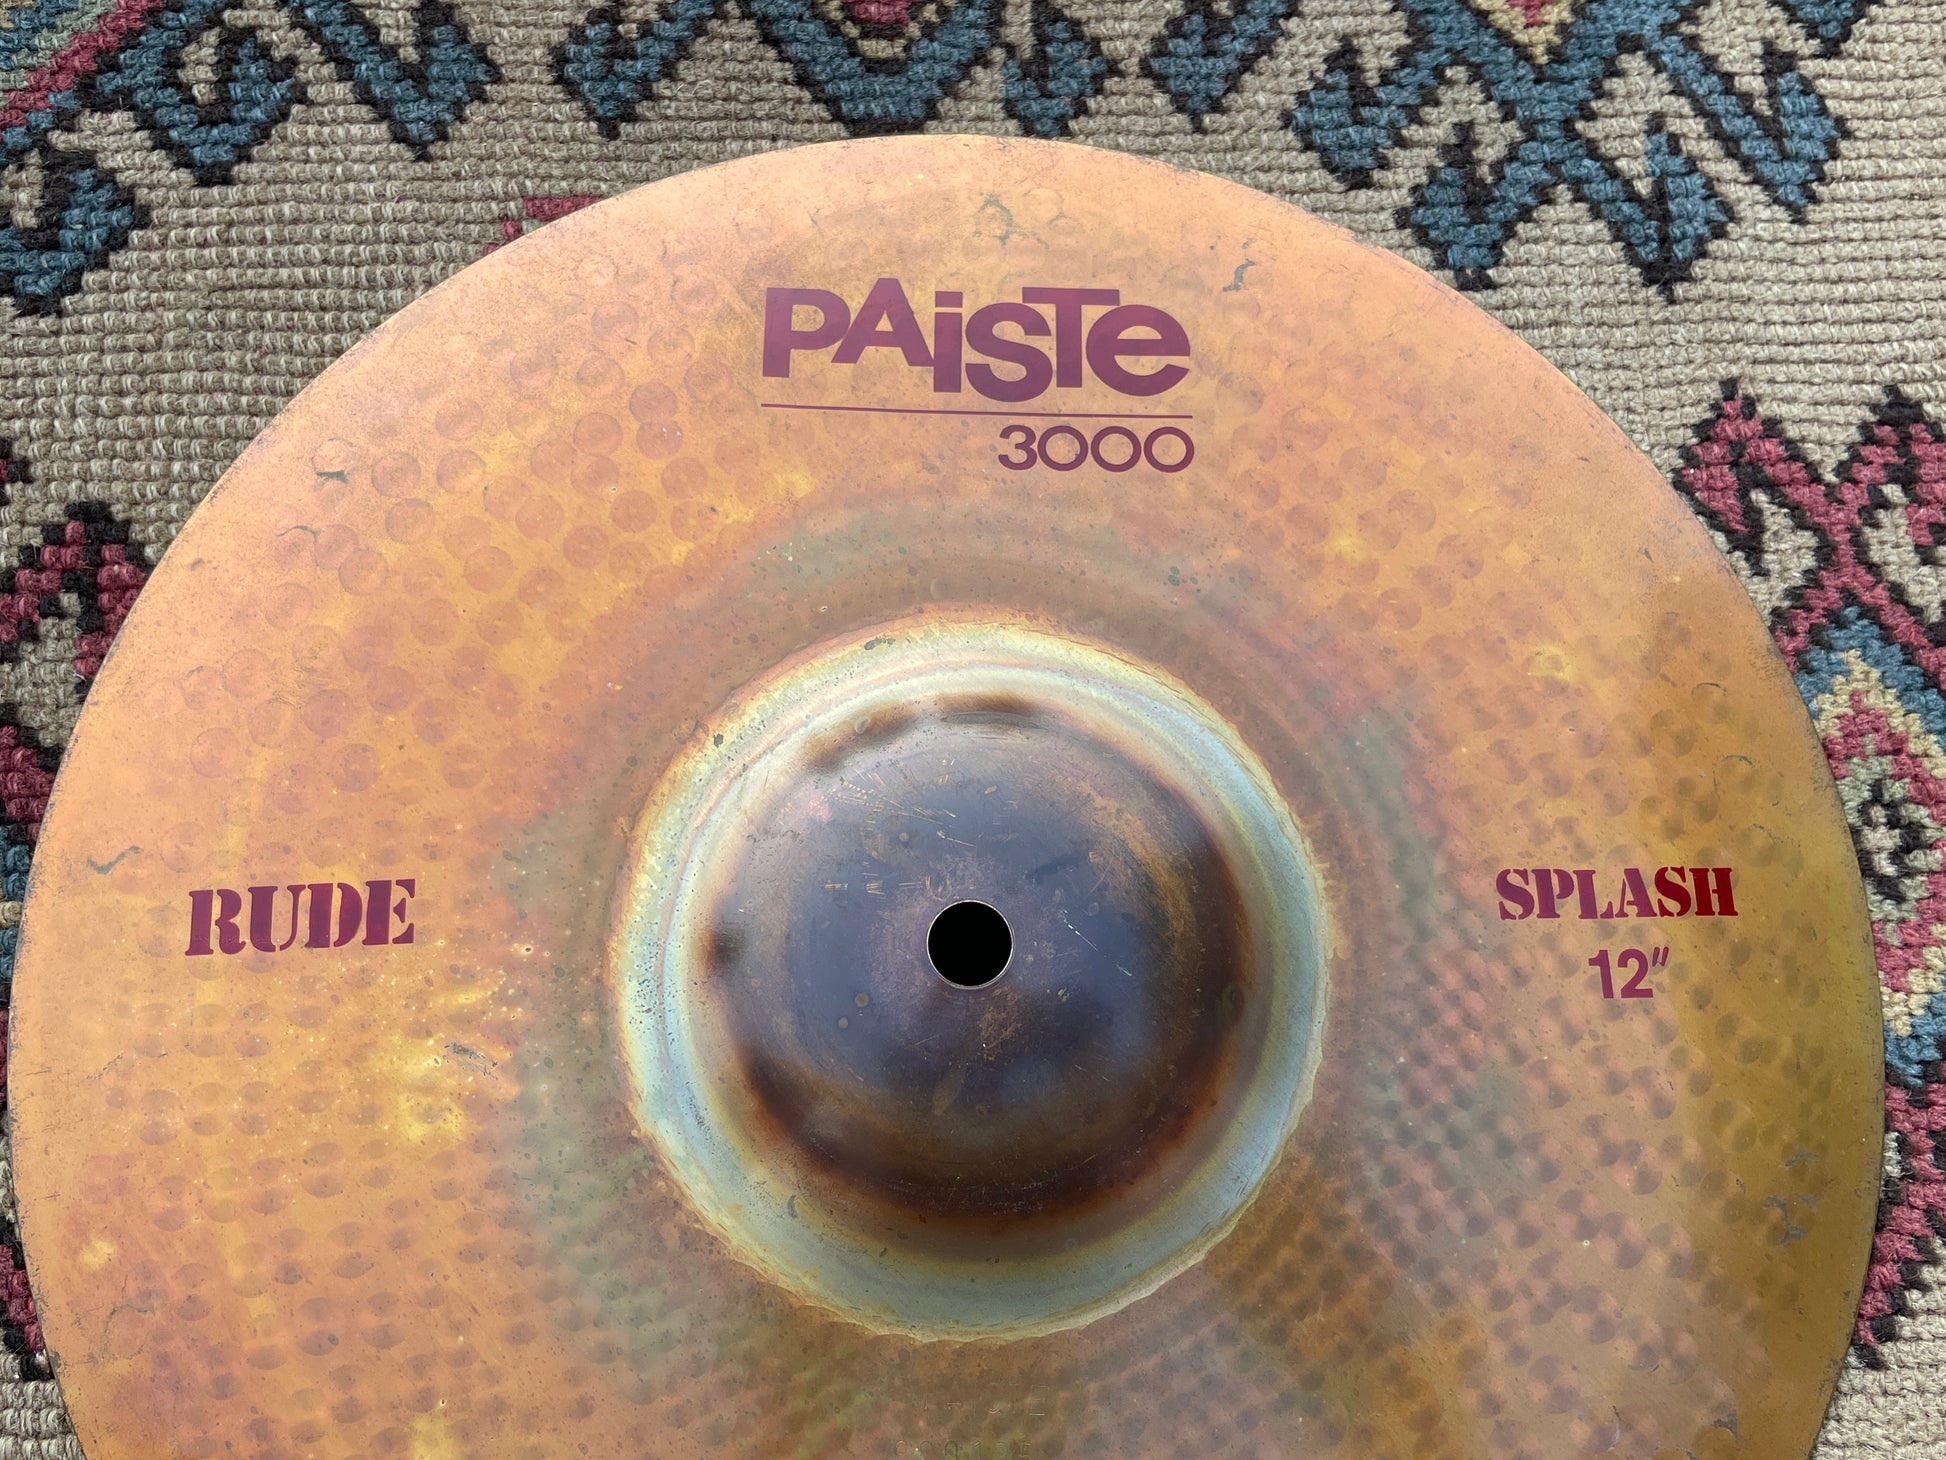 PAiSTe
3000
RUDE
SPLASH
12"